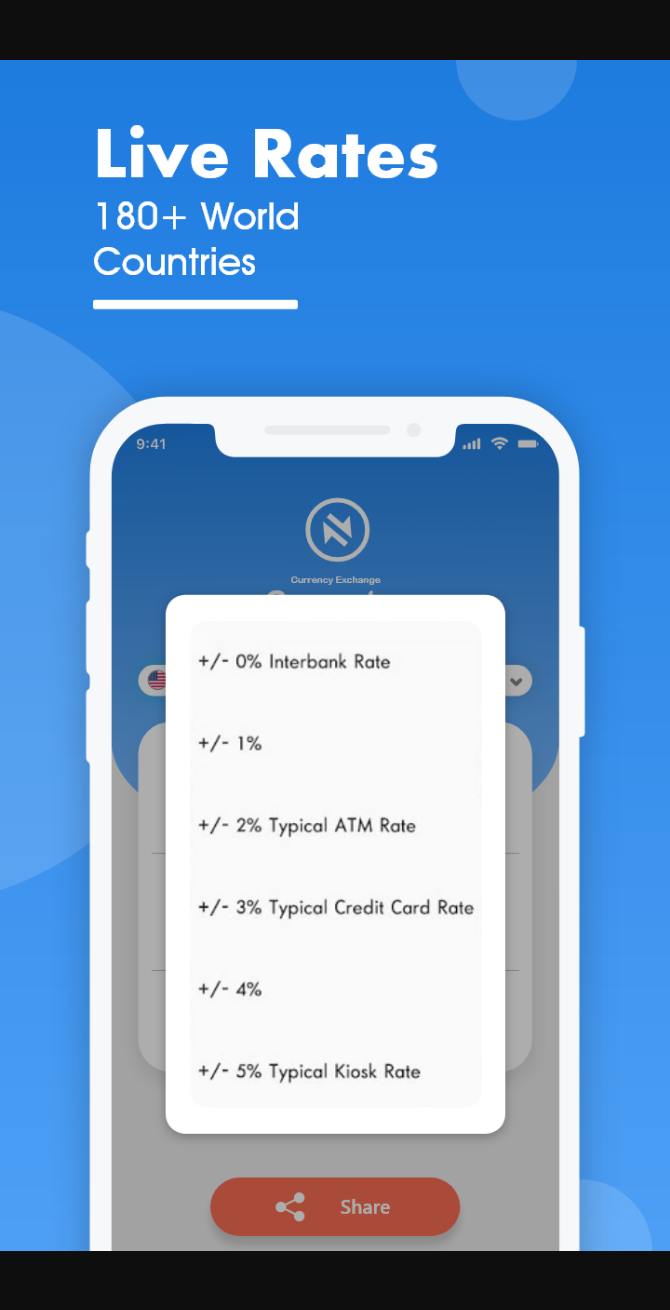 Live Rates
180+ World
Countries
9:41
Currency Exchange
+/- 0% Interbank Rate
+/- 1%
+/- 2% Typical ATM Rate
+/- 3% Typical Credit Card Rate
+/- 4%
+/- 5% Typical Kiosk Rate
Share